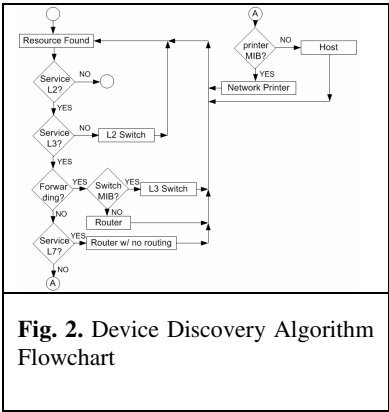 A
Resource Found
printer
MIB?
NO
Host
YES
Network Printer
Service
L2?
NO
YES
Service
L3?
NO
L2 Switch
YES
Forwar
ding?
YES
Switch
MIB?
YES
L3 Switch
NO
NO
Router
Service
L7?
YES
Router w/ no routing
NO
A
Fig. 2. Device Discovery Algorithm
Flowchart